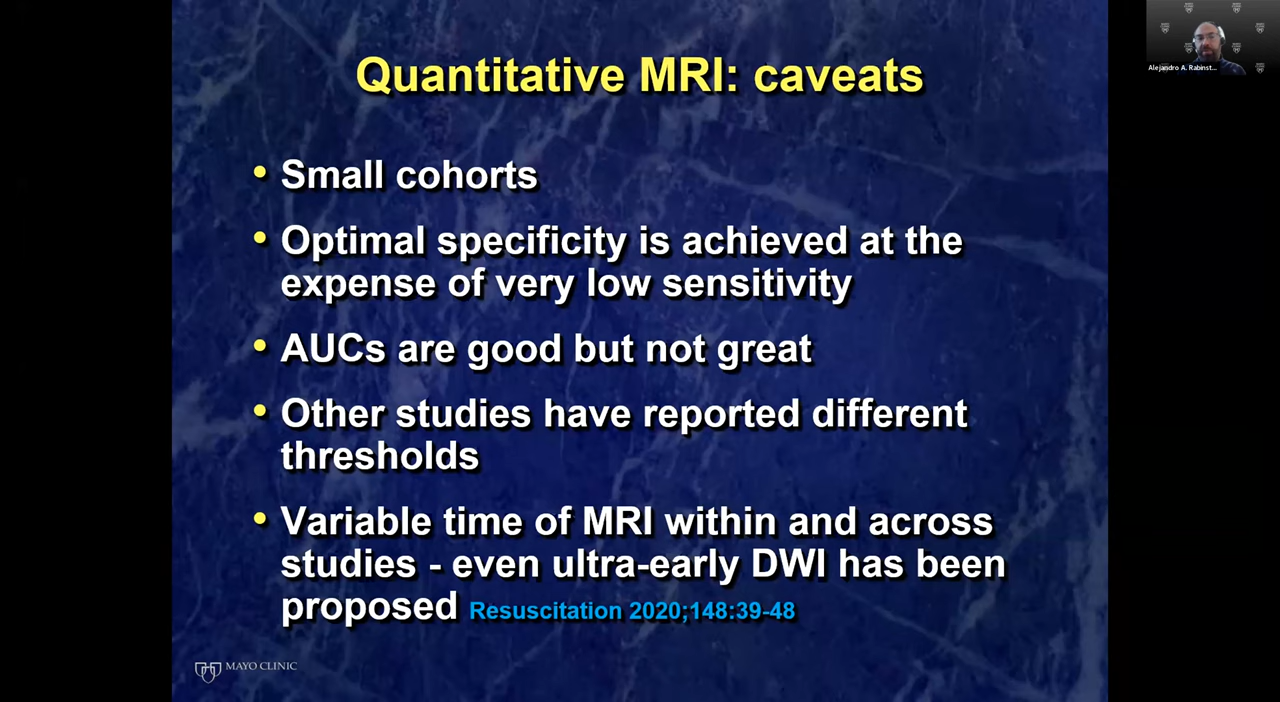 Quantitative MRI: caveats
• Small cohorts
• Optimal specificity is achieved at the
expense of very low sensitivity
• AUCs are good but not great
• Other studies have reported different
thresholds
• Variable time of MRI within and across
studies - even ultra-early DWI has been
proposed Resuscitation 2020;148:39-48
MAYO CLINIC
Alejandro A. Rabinst...